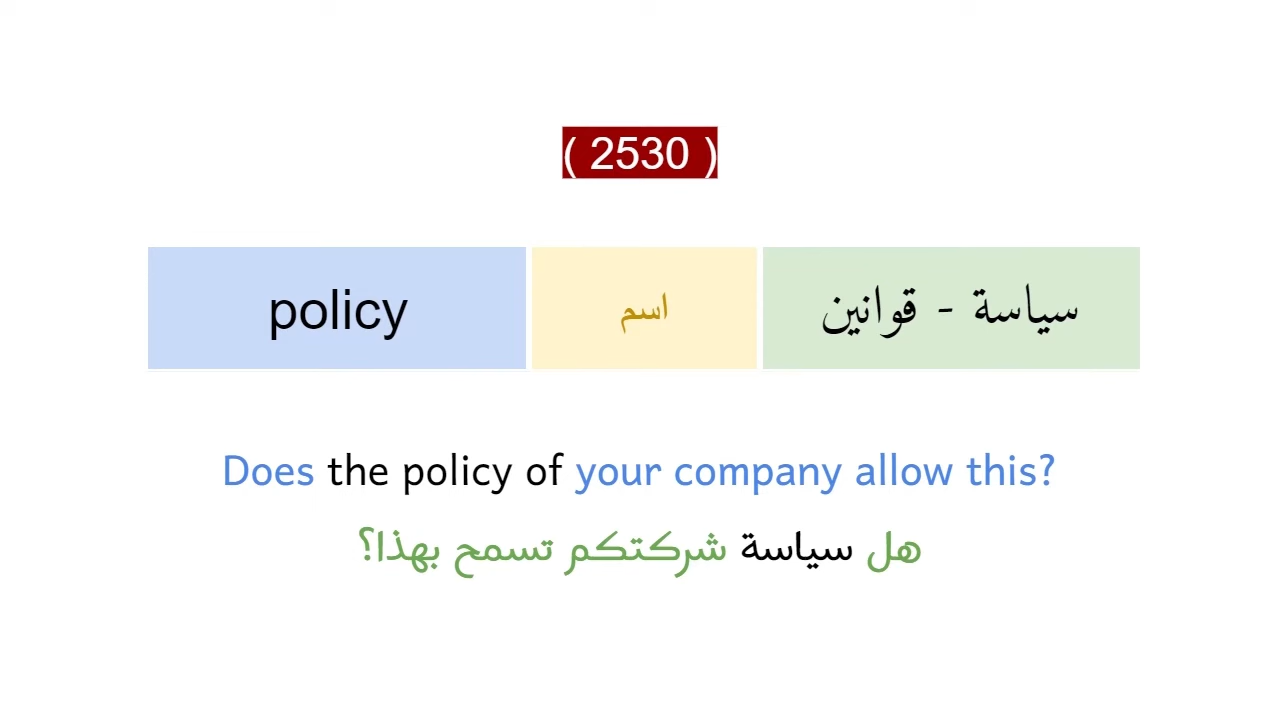 ( 2530 )
policy اسم سياسة - قوانين
Does the policy of your company allow this?
هل سياسة شركتكم تسمح بهذا؟